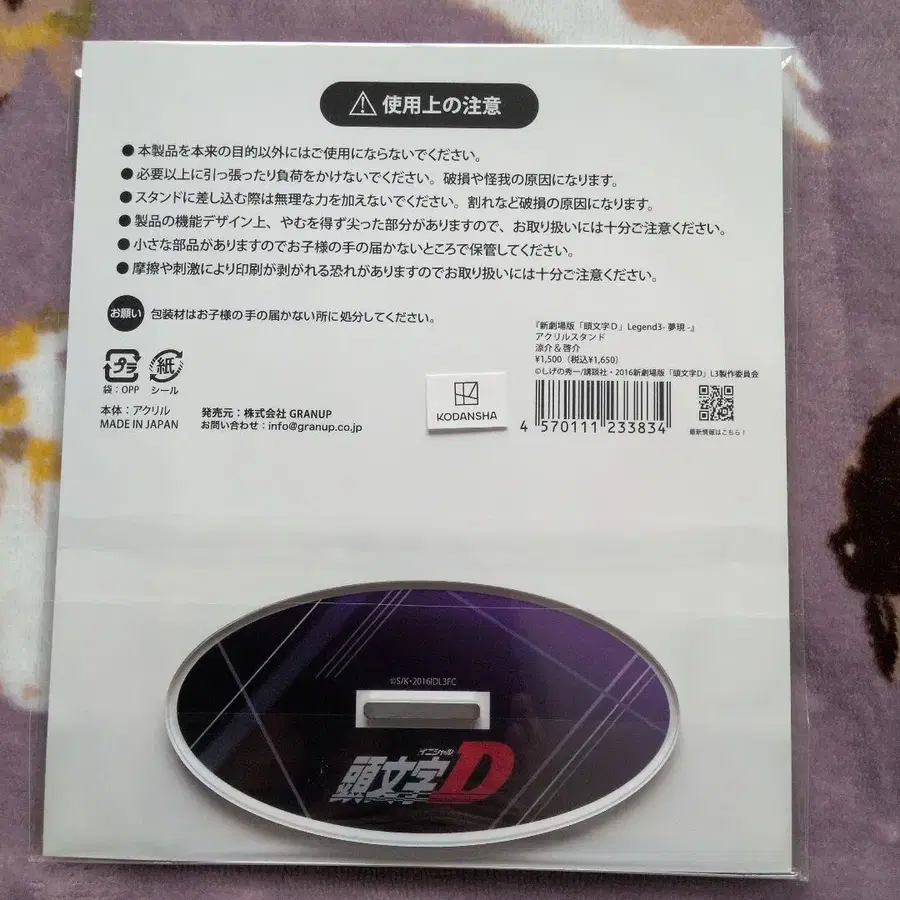 ⚠ 使用上の注意
● 本製品を本来の目的以外にはご使用にならないでください。
● 必要以上に引っ張ったり負荷をかけないでください。破損や怪我の原因になります。
● スタンドに差し込む際は無理な力を加えないでください。割れなど破損の原因になります。
● 製品の機能デザイン上、やむを得ず尖った部分がありますので、お取り扱いには十分ご注意ください。
● 小さな部品がありますのでお子様の手の届かないところで保管してください。
● 摩擦や刺激により印刷が剥がれる恐れがありますのでお取り扱いには十分ご注意ください。
お願い 包装材はお子様の手の届かない所に処分してください。
プラ 紙
袋：OPP シール
本体：アクリル
MADE IN JAPAN
発売元：株式会社 GRANUP
お問い合わせ：info@granup.co.jp
KODANSHA
『新劇場版「頭文字D」Legend3- 夢現 -』
アクリルスタンド
涼介＆啓介
¥1,500（税込¥1,650）
©しげの秀一/講談社・2016新劇場版「頭文字D」L3製作委員会
4 570111 233834
最新情報はこちら！
©S/K・2016IDL3FC
イニシャル
頭文字D